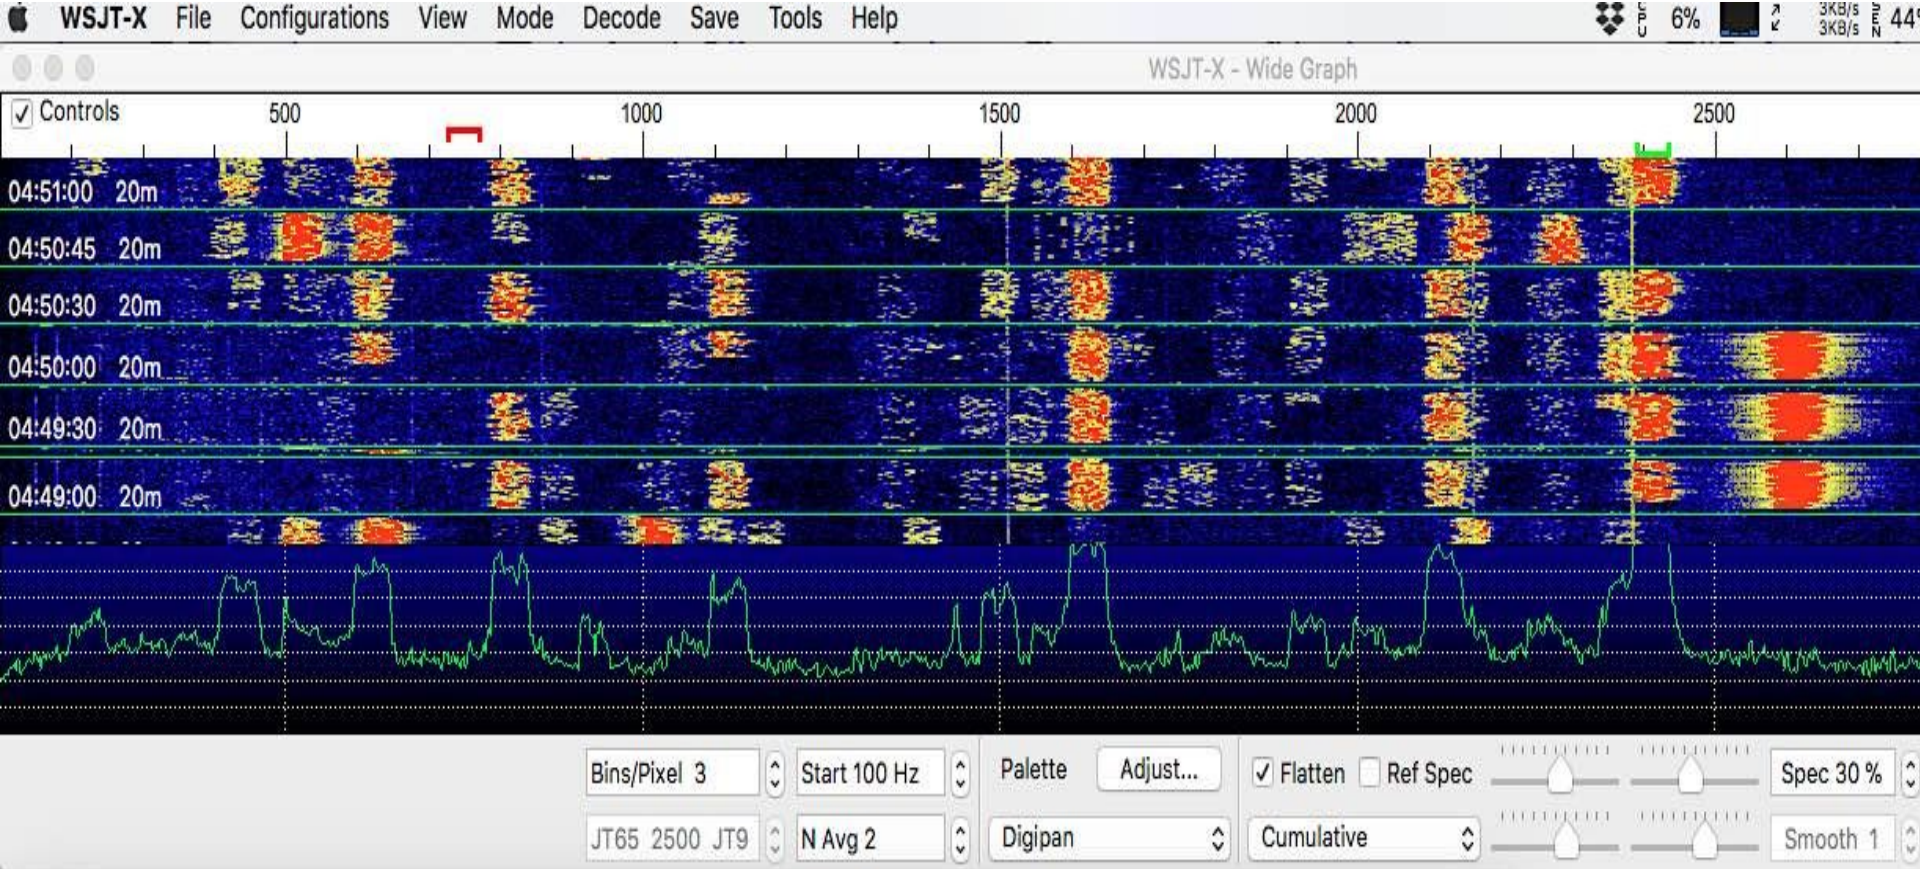 WSJT-X File Configurations View Mode Decode Save Tools Help 6% 3KB/s 44
3KB/s
WSJT-X - Wide Graph
Controls 500 1000 1500 2000 2500
04:51:00 20m
04:50:45 20m
04:50:30 20m
04:50:00 20m
04:49:30 20m
04:49:00 20m
Bins/Pixel 3 Start 100 Hz Palette Adjust... Flatten Ref Spec Spec 30 %
JT65 2500 JT9 N Avg 2 Digipan Cumulative Smooth 1